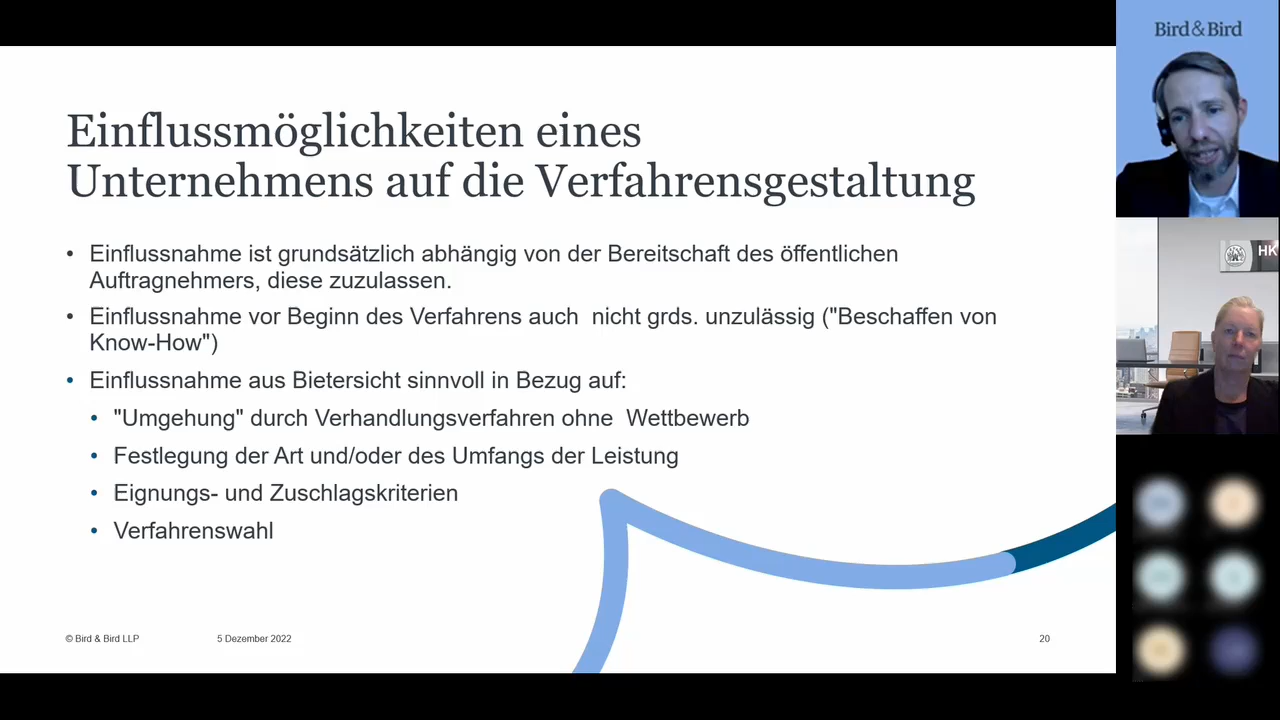 Bird&Bird
HK
Einflussmöglichkeiten eines
Unternehmens auf die Verfahrensgestaltung
• Einflussnahme ist grundsätzlich abhängig von der Bereitschaft des öffentlichen
Auftragnehmers, diese zuzulassen.
• Einflussnahme vor Beginn des Verfahrens auch  nicht grds. unzulässig ("Beschaffen von
Know-How")
• Einflussnahme aus Bietersicht sinnvoll in Bezug auf:
• "Umgehung" durch Verhandlungsverfahren ohne  Wettbewerb
• Festlegung der Art und/oder des Umfangs der Leistung
• Eignungs- und Zuschlagskriterien
• Verfahrenswahl
© Bird & Bird LLP 5 Dezember 2022 20